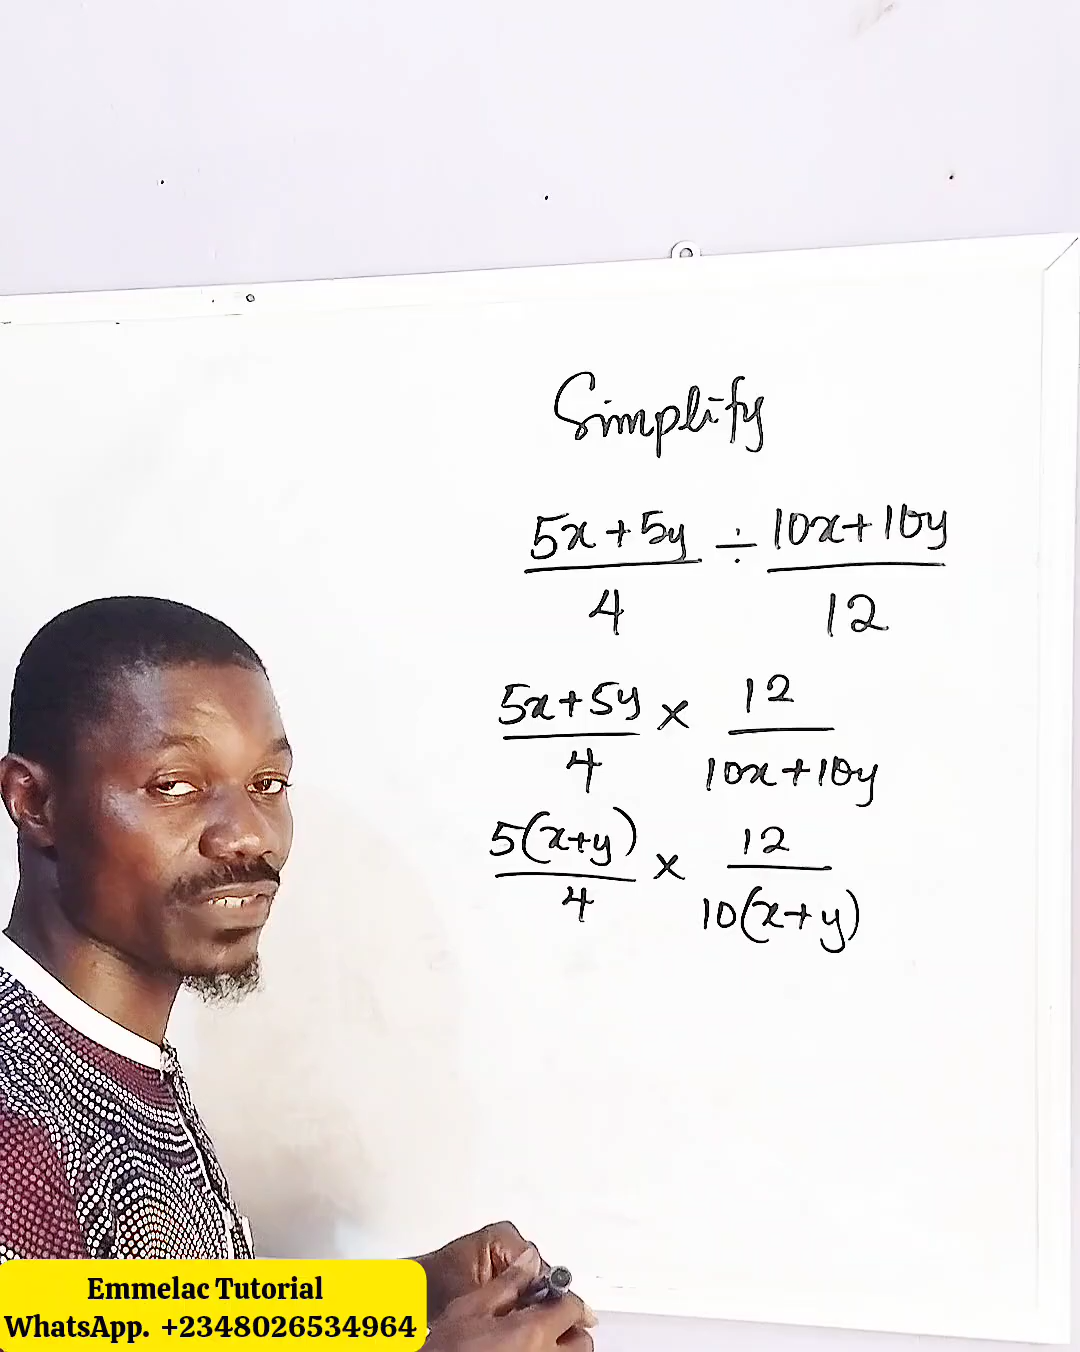 Simplify
5x+5y ÷ 10x+10y
4 12
5x+5y × 12
4 10x+10y
5(x+y) × 12
4 10(x+y)
Emmelac Tutorial
WhatsApp. +2348026534964